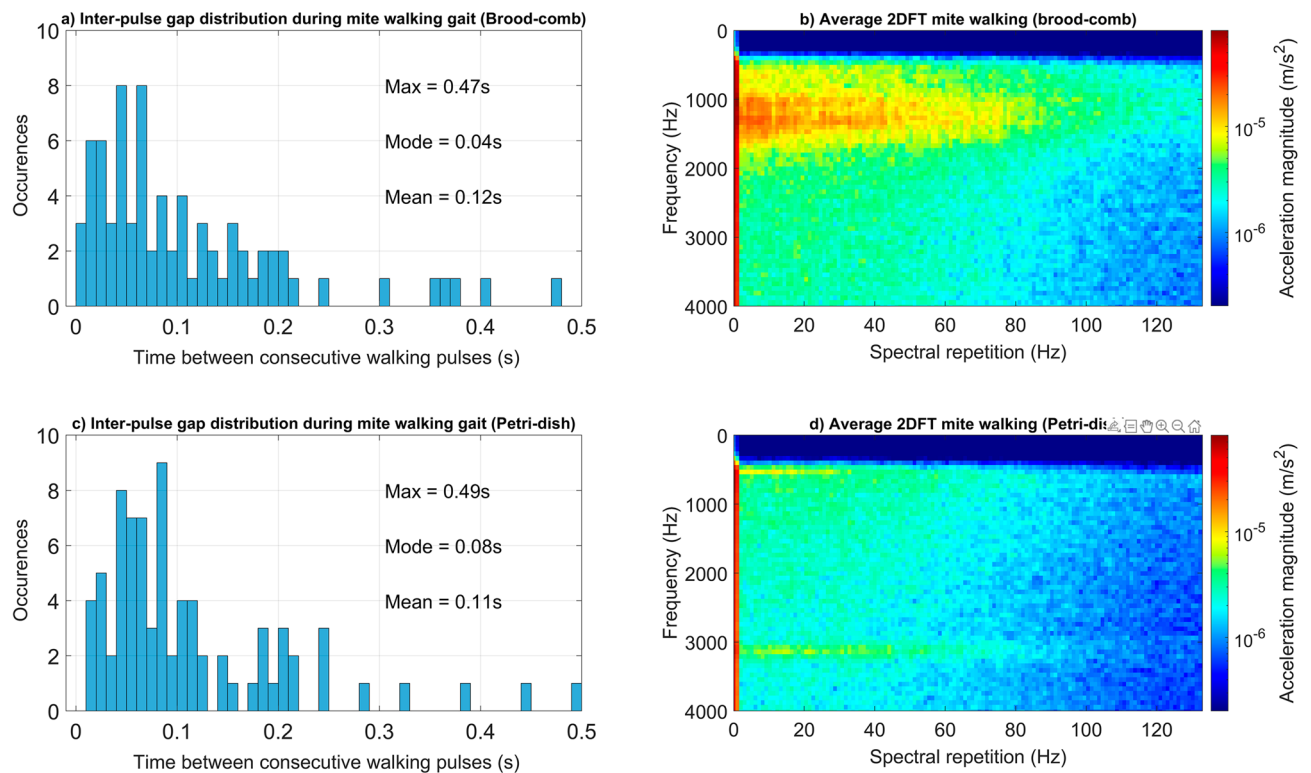 a) Inter-pulse gap distribution during mite walking gait (Brood-comb)
10
8
6
4
2
0
Occurences
Max = 0.47s
Mode = 0.04s
Mean = 0.12s
0 0.1 0.2 0.3 0.4 0.5
Time between consecutive walking pulses (s)
b) Average 2DFT mite walking (brood-comb)
0
1000
2000
3000
4000
Frequency (Hz)
0 20 40 60 80 100 120
Spectral repetition (Hz)
10⁻⁵
10⁻⁶
Acceleration magnitude (m/s²)
c) Inter-pulse gap distribution during mite walking gait (Petri-dish)
10
8
6
4
2
0
Occurences
Max = 0.49s
Mode = 0.08s
Mean = 0.11s
0 0.1 0.2 0.3 0.4 0.5
Time between consecutive walking pulses (s)
d) Average 2DFT mite walking (Petri-dis
0
1000
2000
3000
4000
Frequency (Hz)
0 20 40 60 80 100 120
Spectral repetition (Hz)
10⁻⁵
10⁻⁶
Acceleration magnitude (m/s²)